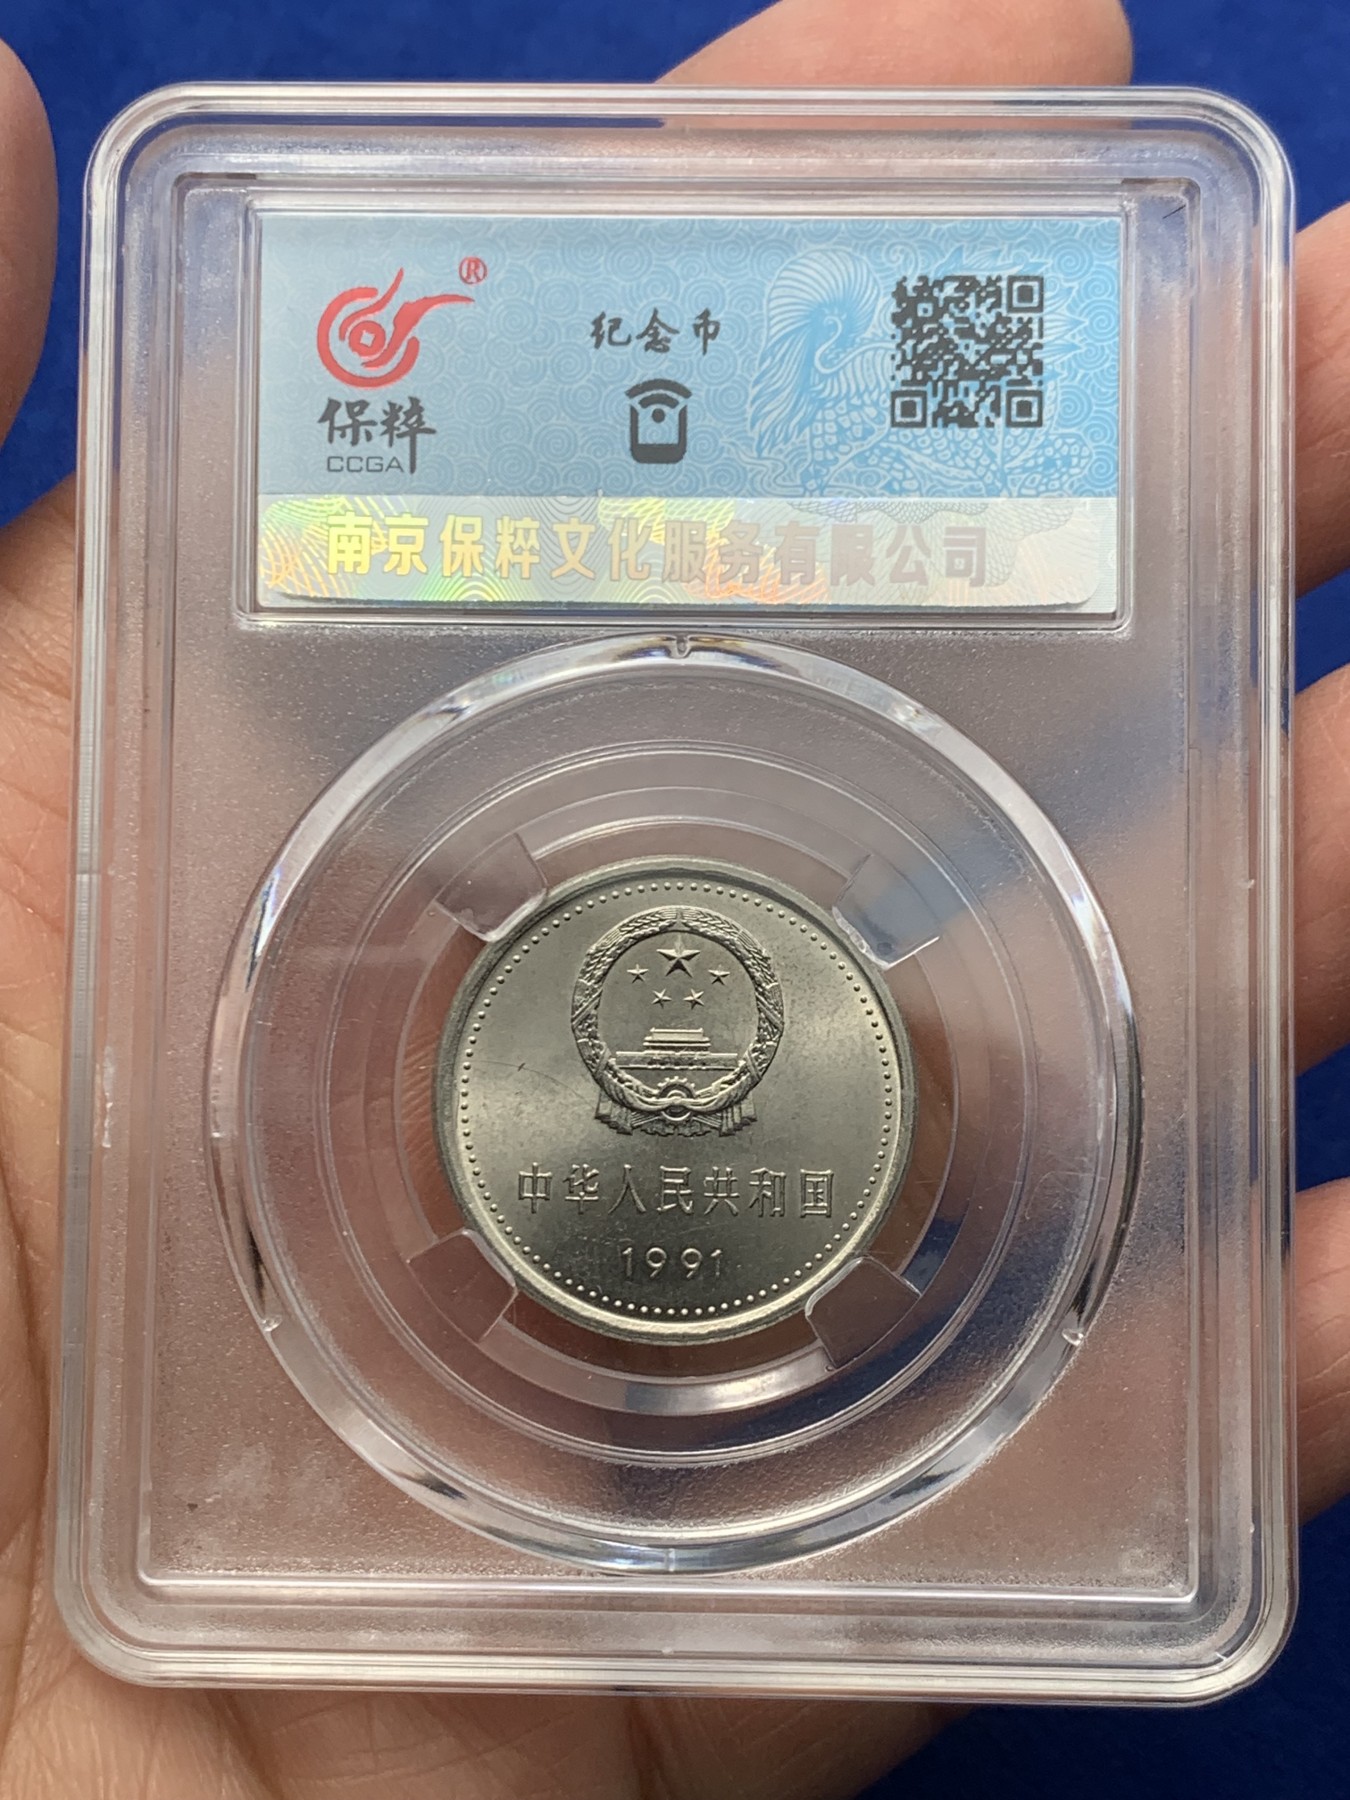 ®
纪念币
保粹
CCGA
南京保粹文化服务有限公司
中华人民共和国
1991